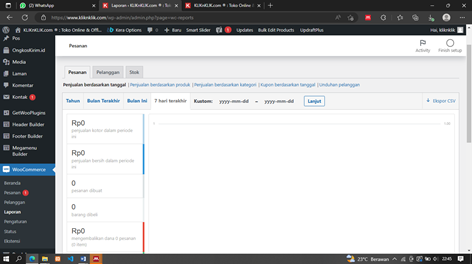 (2) WhatsApp
Laporan ‹ KLiKnKLiK.com
KLiKnKLiK.com • Toko Online &
https://www.kliknklik.com/wp-admin/admin.php?page=wc-reports
KLiKnKLiK.com • Toko Online & Offl...
Kera Options
0
Baru
Smart Slider
1
Updates
Bulk Edit Products
UpdraftPlus
Hai, kliknklik
Pos
OngkosKirim.id
Media
Laman
Komentar
Kontak
GetWooPlugins
Header Builder
Footer Builder
Megamenu Builder
WooCommerce
Beranda
Pesanan
Pelanggan
Laporan
Pengaturan
Status
Ekstensi
Pesanan
Activity
Finish setup
Pesanan
Pelanggan
Stok
Penjualan berdasarkan tanggal | Penjualan berdasarkan produk | Penjualan berdasarkan kategori | Kupon berdasarkan tanggal | Unduhan pelanggan
Tahun
Bulan Terakhir
Bulan Ini
7 hari terakhir
Kustom:
yyyy-mm-dd
–
yyyy-mm-dd
Lanjut
Ekspor CSV
Rp0
penjualan kotor dalam periode
ini
Rp0
penjualan bersih dalam periode
ini
0
pesanan dibuat
0
barang dibeli
Rp0
mengembalikan dana 0 pesanan
(0 item)
23°C Berawan
22:45